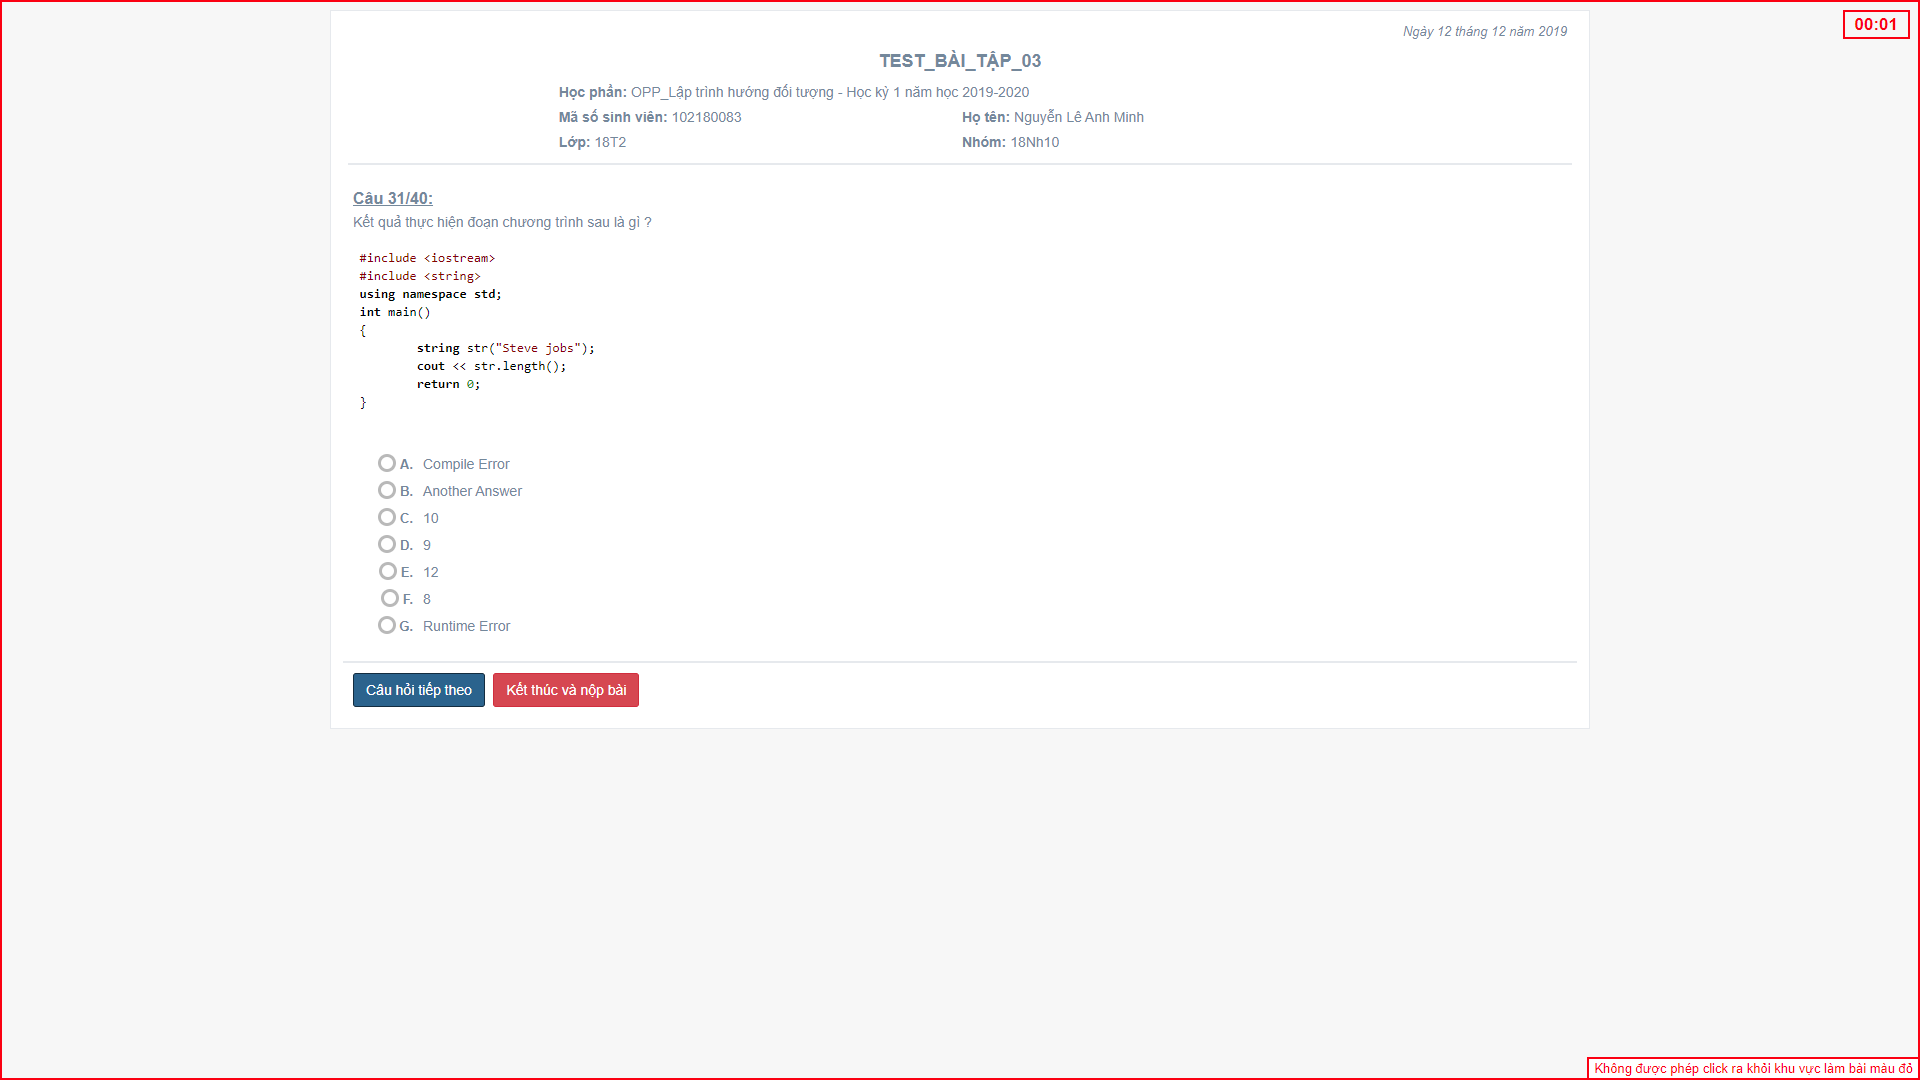 00:01
Ngày 12 tháng 12 năm 2019
TEST_BÀI_TẬP_03
Học phần: OPP_Lập trình hướng đối tượng - Học kỳ 1 năm học 2019-2020
Mã số sinh viên: 102180083 Họ tên: Nguyễn Lê Anh Minh
Lớp: 18T2 Nhóm: 18Nh10
Câu 31/40:
Kết quả thực hiện đoạn chương trình sau là gì ?
#include <iostream>
#include <string>
using namespace std;
int main()
{
string str("Steve jobs");
cout << str.length();
return 0;
}
A. Compile Error
B. Another Answer
C. 10
D. 9
E. 12
F. 8
G. Runtime Error
Câu hỏi tiếp theo Kết thúc và nộp bài
Không được phép click ra khỏi khu vực làm bài màu đỏ